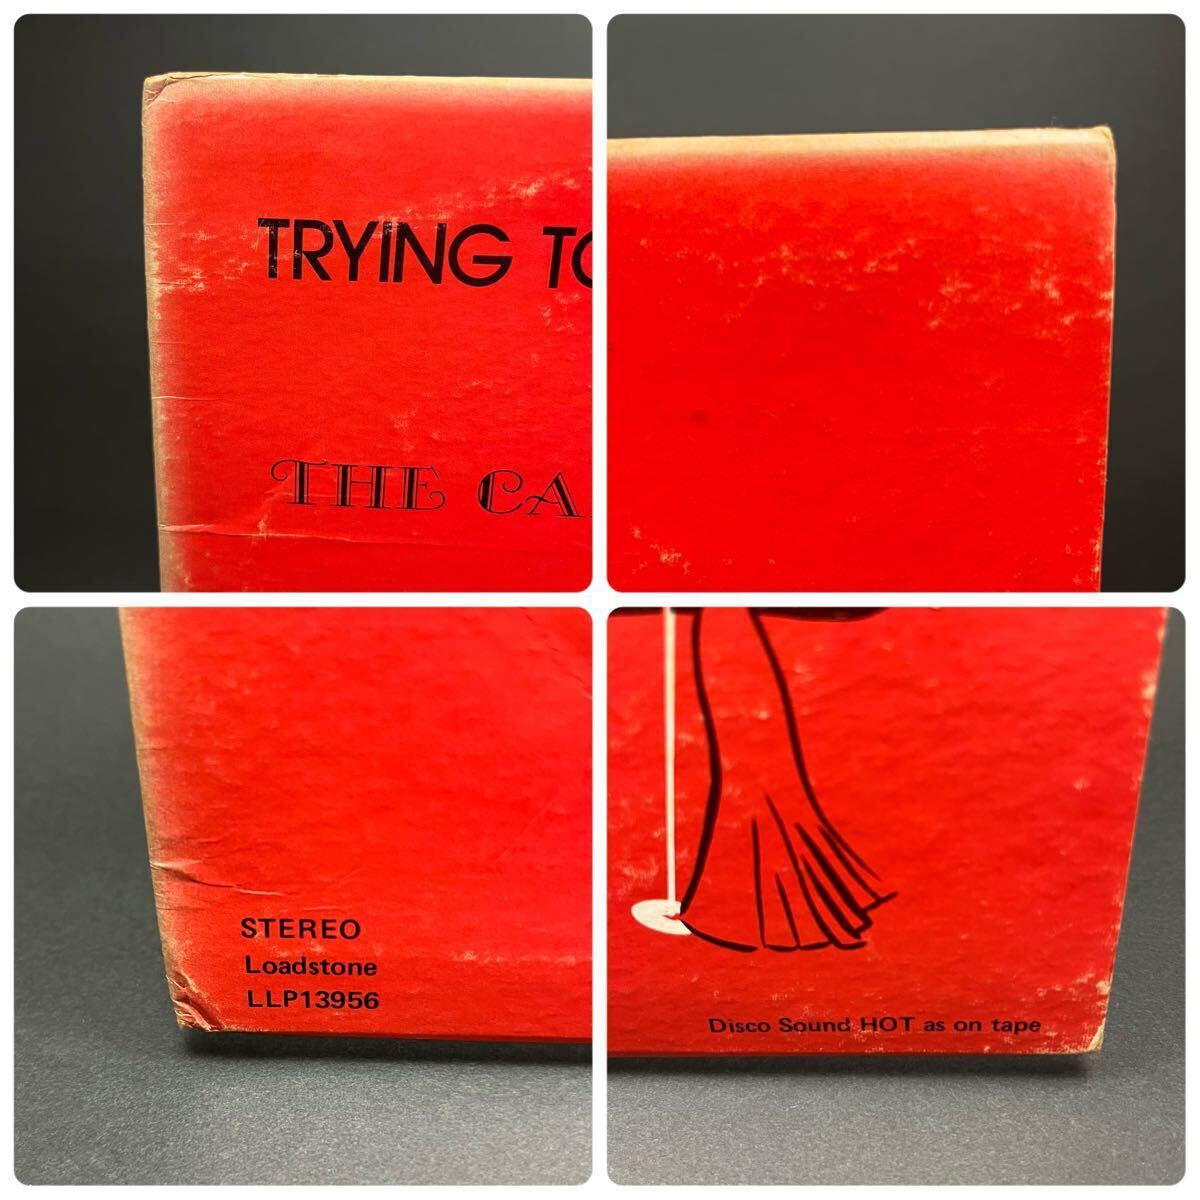 TRYING TO
THE CA
STEREO
Loadstone
LLP13956
Disco Sound HOT as on tape